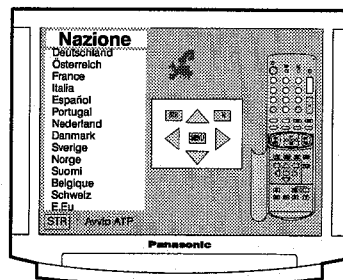 Nazione
Deutschland
Österreich
France
Italia
Español
Portugal
Nederland
Danmark
Sverige
Norge
Suomi
Belgique
Schweiz
E.Eu
STR Avvio ATP
Panasonic